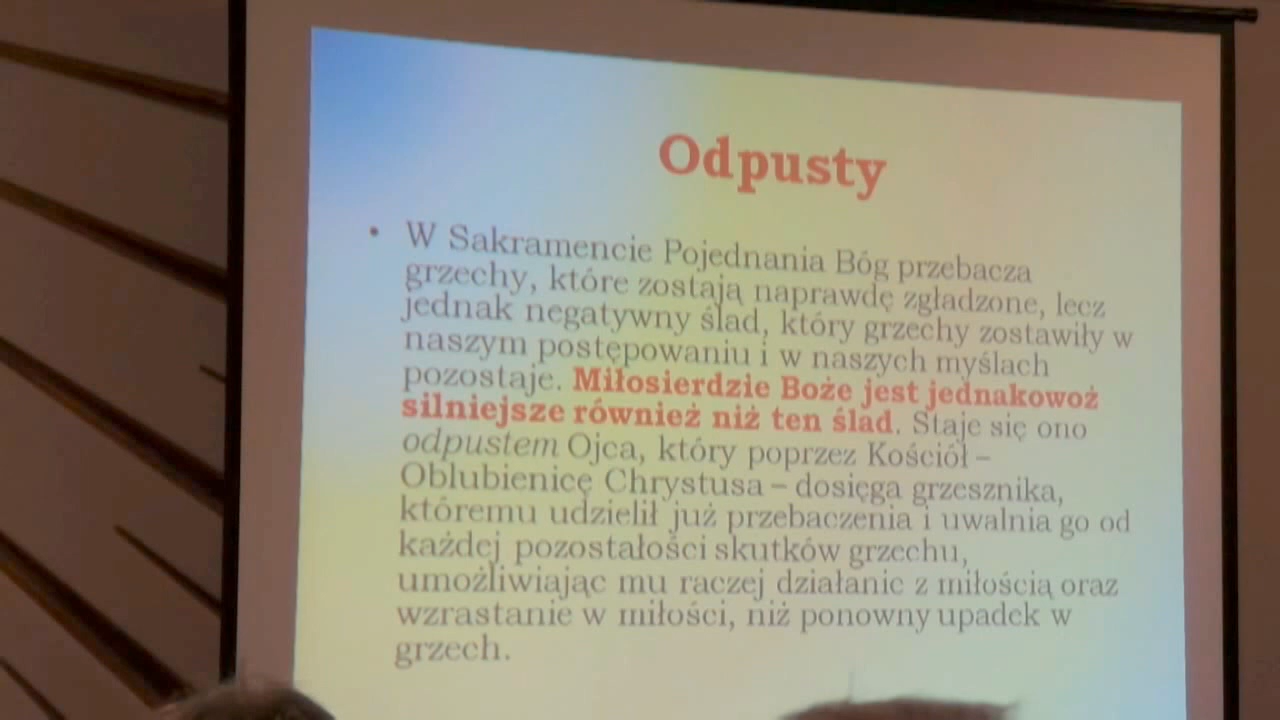 Odpusty
• W Sakramencie Pojednania Bóg przebacza
grzechy, które zostają naprawdę zgładzone, lecz
jednak negatywny ślad, który grzechy zostawiły w
naszym postępowaniu i w naszych myślach
pozostaje. Miłosierdzie Boże jest jednakowoż
silniejsze również niż ten ślad. Staje się ono
odpustem Ojca, który poprzez Kościół –
Oblubienicę Chrystusa – dosięga grzesznika,
któremu udzielił już przebaczenia i uwalnia go od
każdej pozostałości skutków grzechu,
umożliwiając mu raczej działanie z miłością oraz
wzrastanie w miłości, niż ponowny upadek w
grzech.